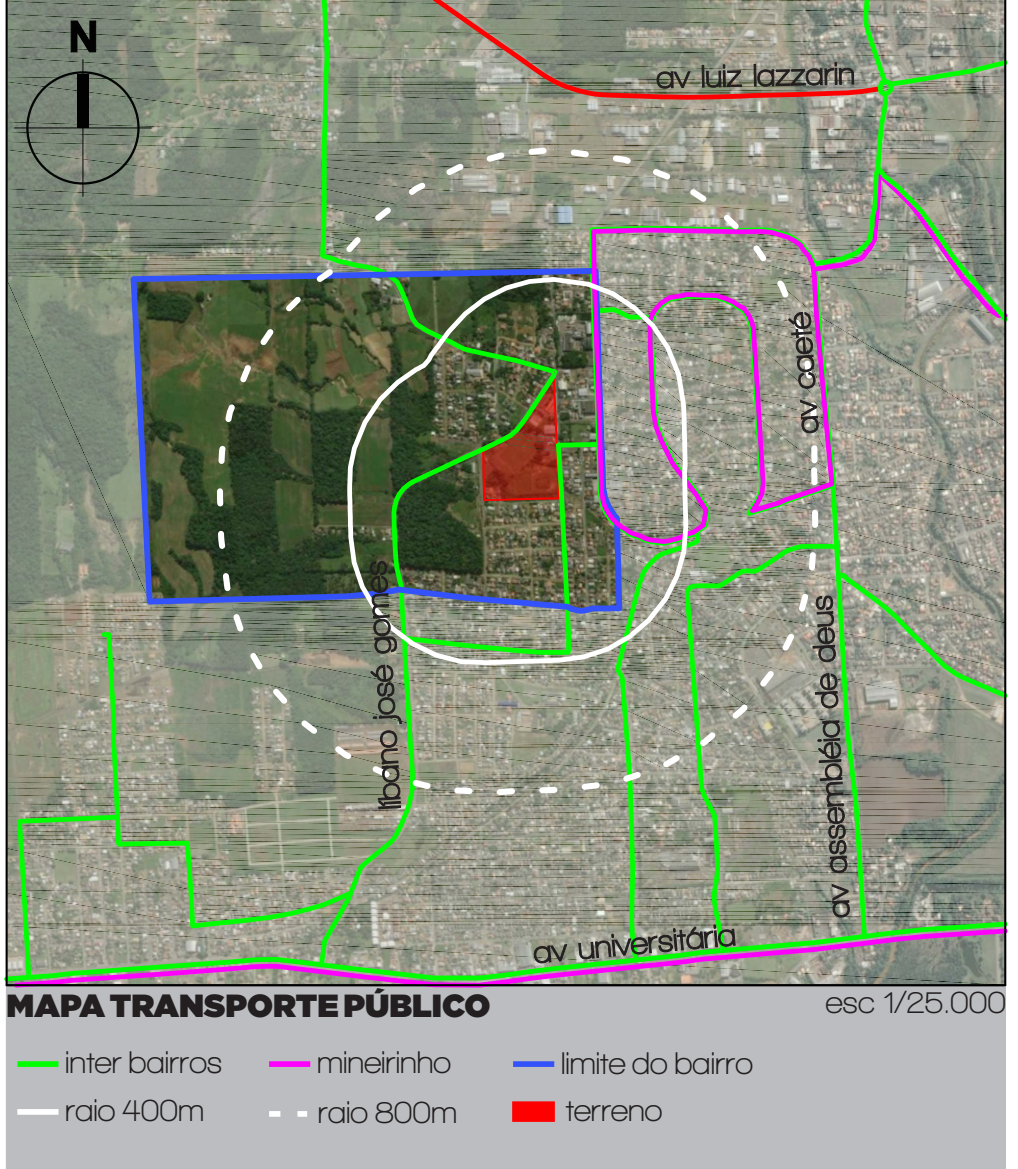 N
av luiz lazzarin
av caeté
líbano josé gomes
av assembléia de deus
av universitária
MAPA TRANSPORTE PÚBLICO
esc 1/25.000
inter bairros
mineirinho
limite do bairro
raio 400m
raio 800m
terreno